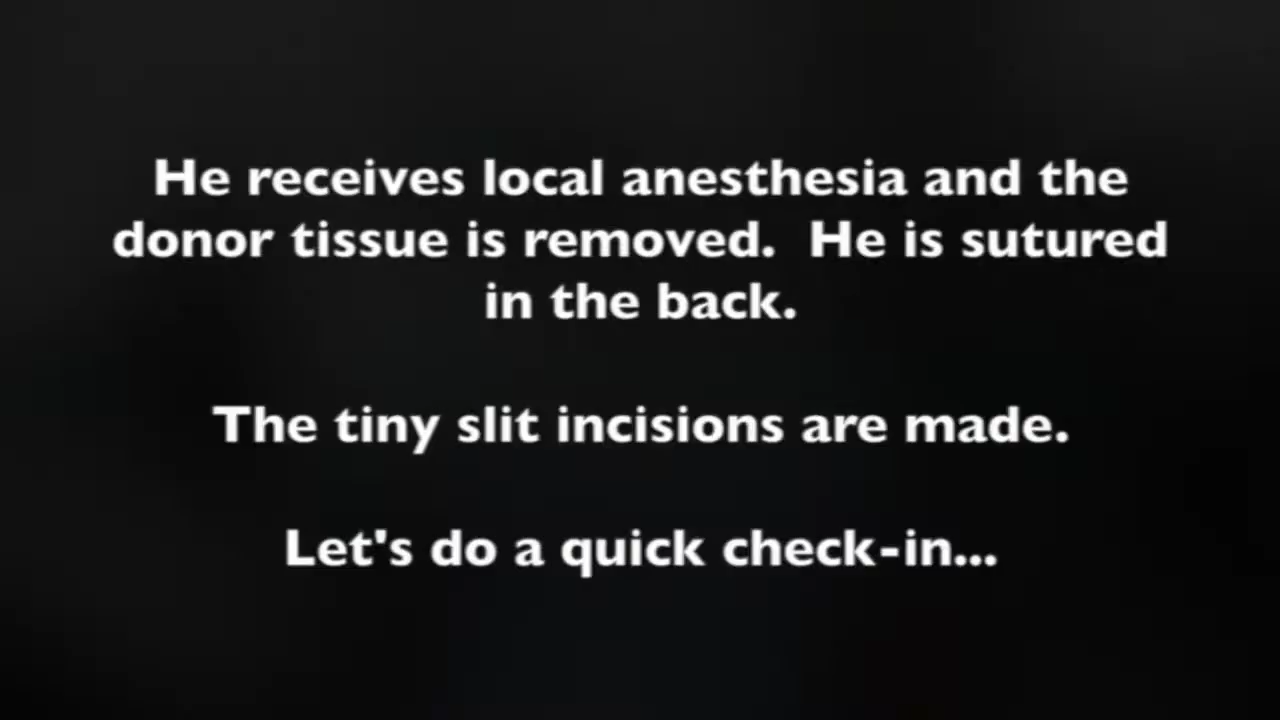 He receives local anesthesia and the
donor tissue is removed.  He is sutured
in the back.
The tiny slit incisions are made.
Let's do a quick check-in...